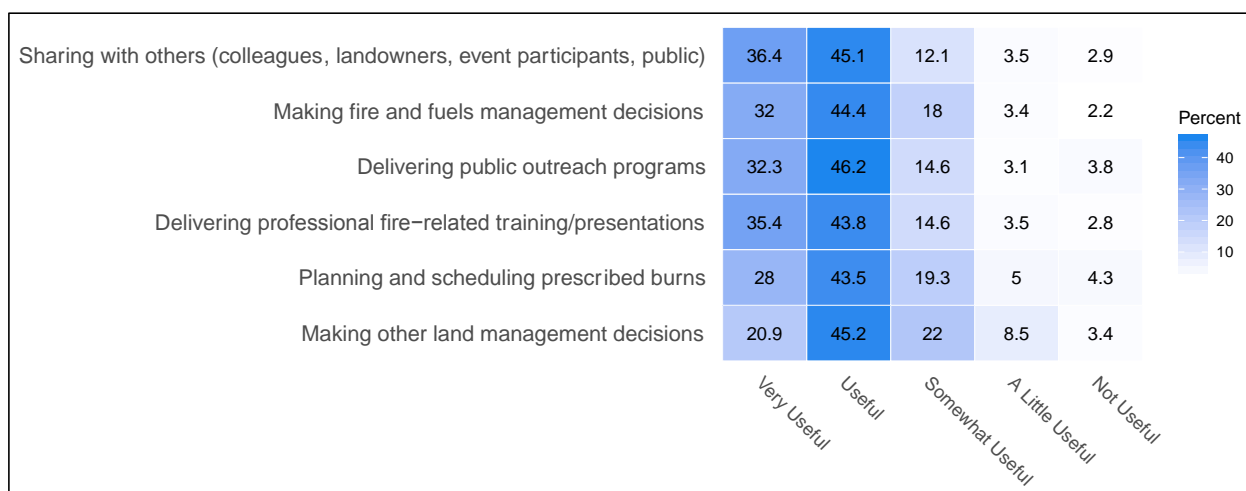 Sharing with others (colleagues, landowners, event participants, public) 36.4 45.1 12.1 3.5 2.9
Making fire and fuels management decisions 32 44.4 18 3.4 2.2
Delivering public outreach programs 32.3 46.2 14.6 3.1 3.8
Delivering professional fire−related training/presentations 35.4 43.8 14.6 3.5 2.8
Planning and scheduling prescribed burns 28 43.5 19.3 5 4.3
Making other land management decisions 20.9 45.2 22 8.5 3.4
Very Useful
Useful
Somewhat Useful
A Little Useful
Not Useful
Percent
40
30
20
10